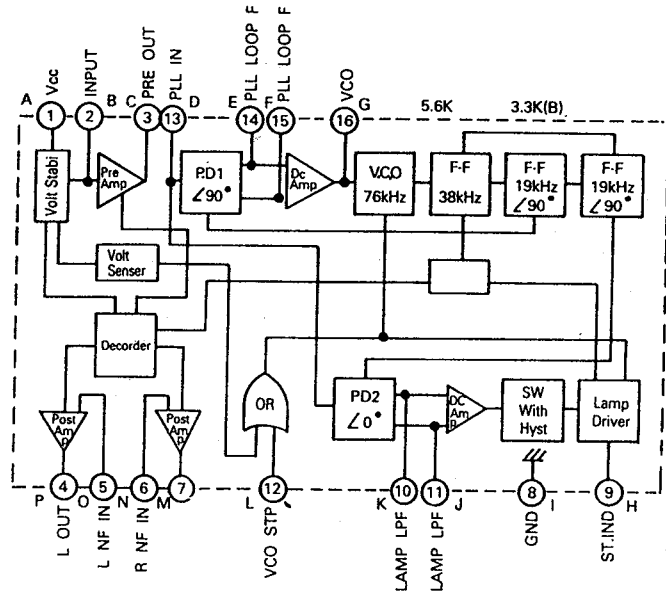 PRE OUT
PLL IN
PLL LOOP F
PLL LOOP F
VCO
Vcc
INPUT
A
B
C
D
E
F
G
5.6K
3.3K(B)
1
2
3
13
14
15
16
Volt Stabi
Pre
Amp
P.D1
∠90°
Dc
Amp
V.C.O
76kHz
F-F
38kHz
F-F
19kHz
∠90°
F-F
19kHz
∠90°
Volt
Senser
Decorder
OR
PD2
∠0°
DC
Am
p
SW
With
Hyst
Lamp
Driver
Post
Am
p
Post
Am
p
P
4
O
5
N
6
M
7
L
12
K
10
11
J
8
I
9
H
L OUT
L NF IN
R NF IN
VCO STP
LAMP LPF
LAMP LPF
GND
ST.IND